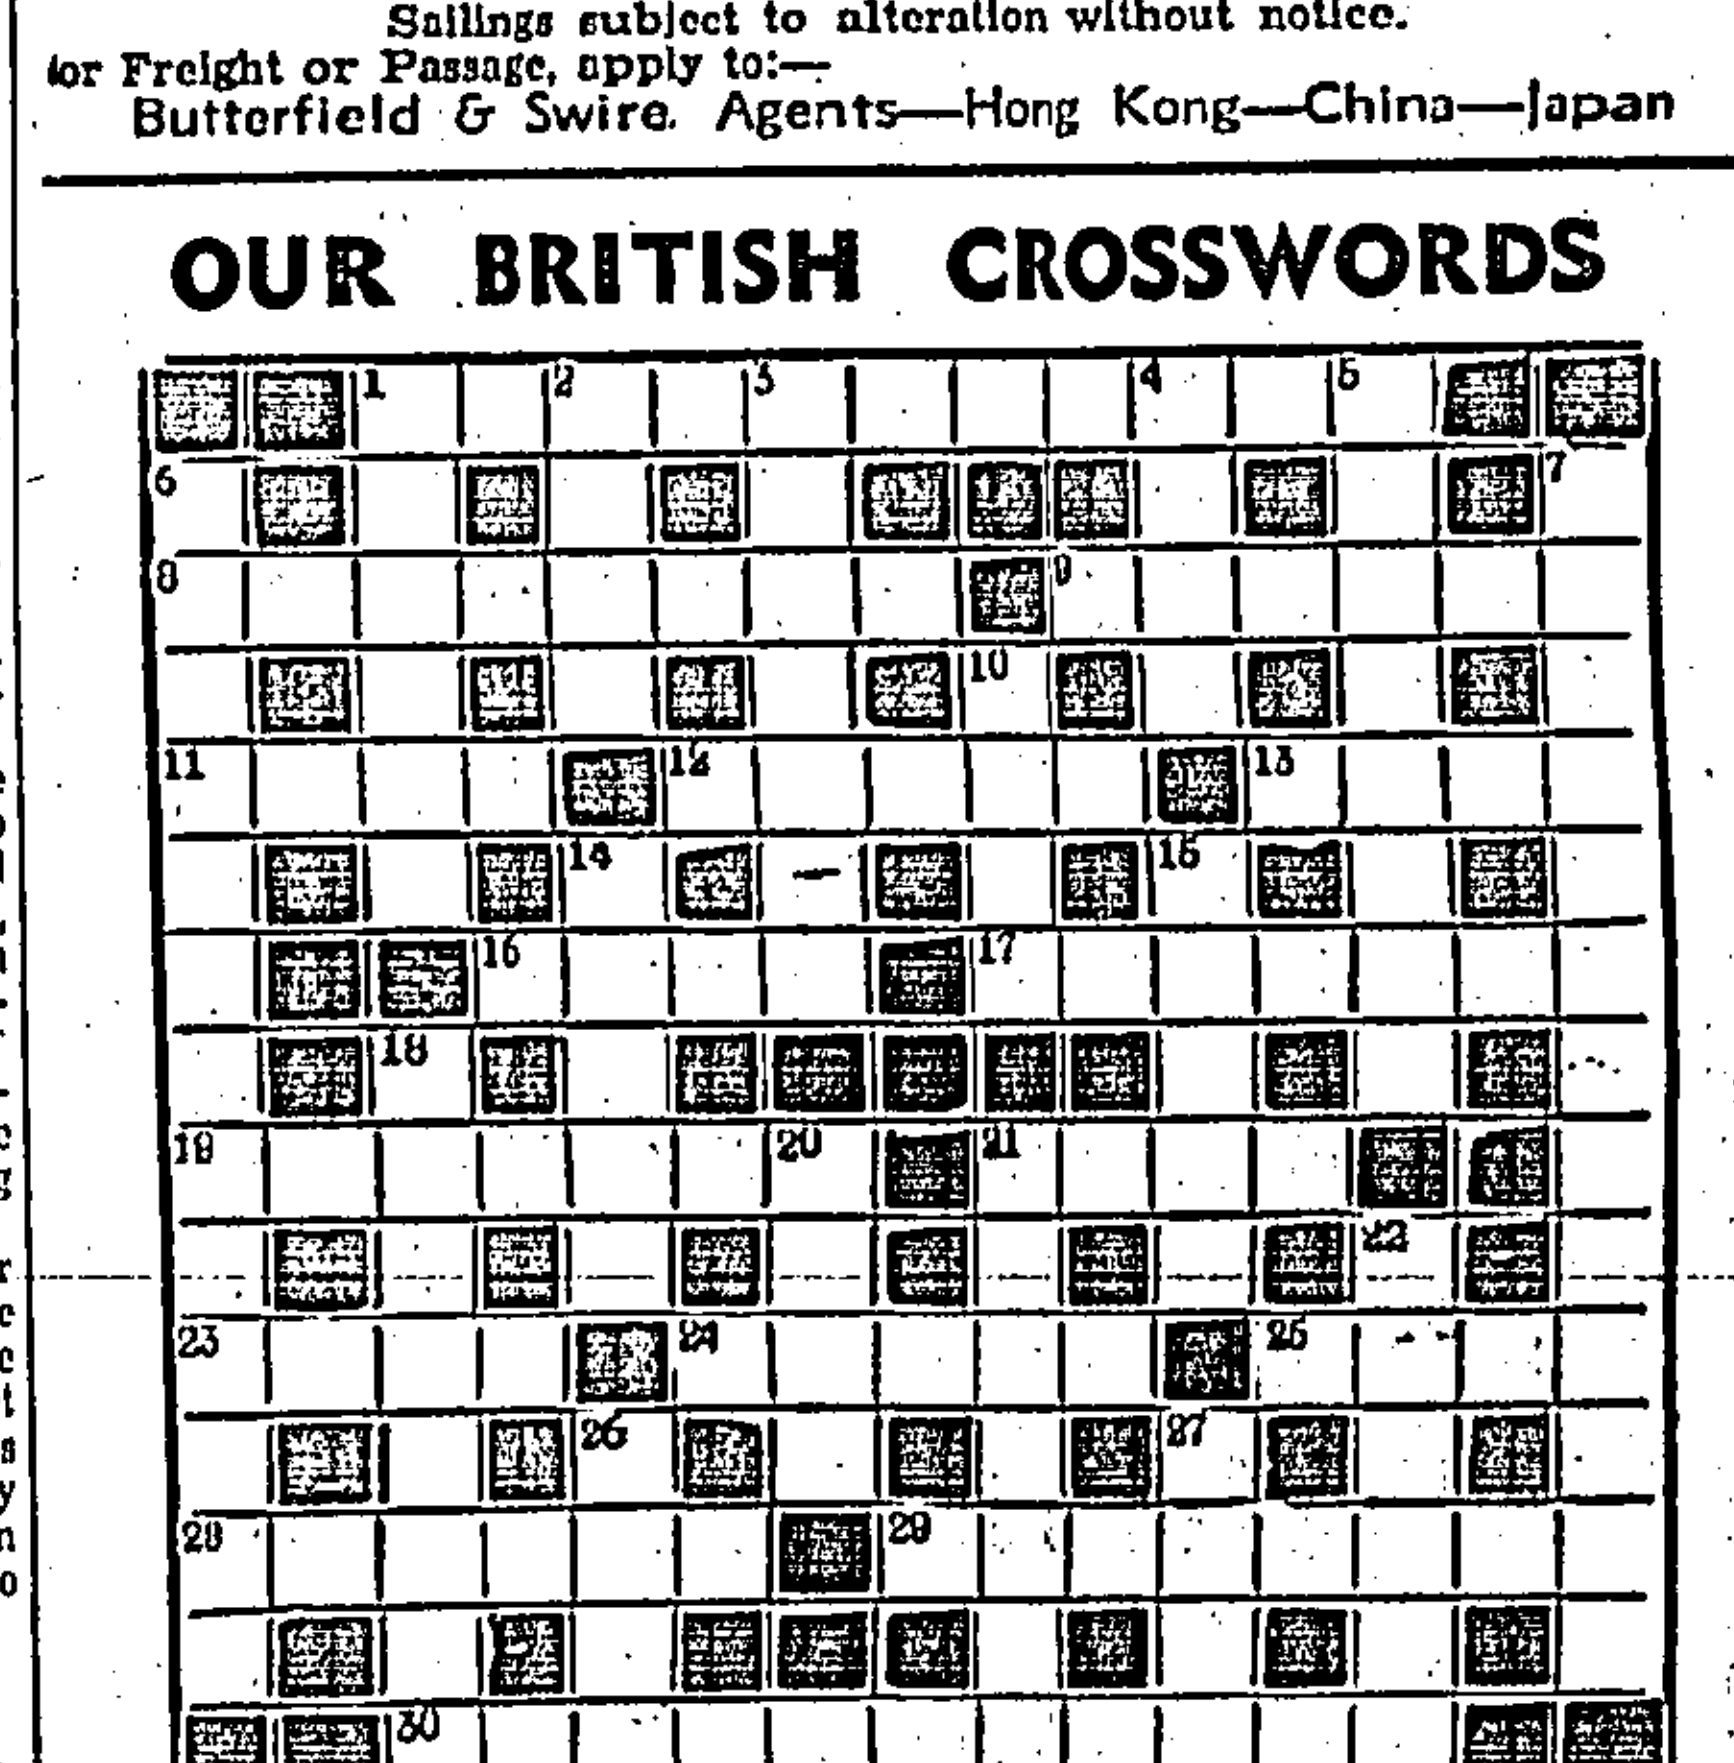 Sailings subject to alteration without notice.
for Freight or Passage, apply to:—
Butterfield & Swire. Agents—Hong Kong—China—Japan
OUR BRITISH CROSSWORDS
1 2 3 4 5
6 7
8 9
10
11 12 13
14 15
16 17
18
19 20 21
22
23 24 25
26 27
28 29
30